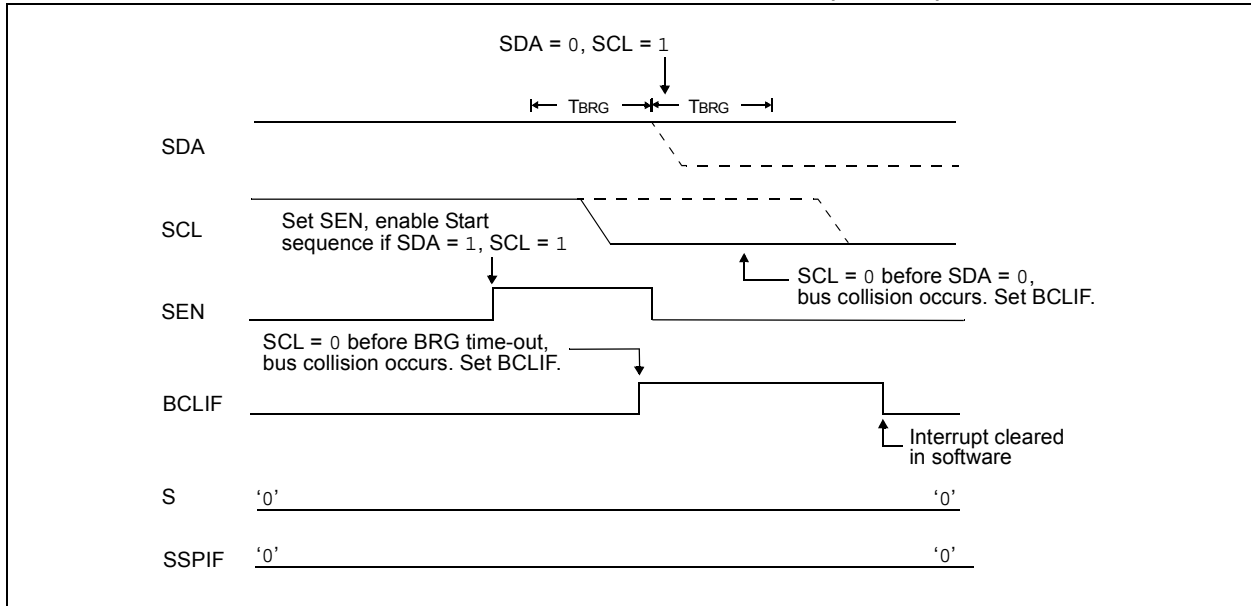 SDA = 0, SCL = 1
TBRG TBRG
SDA
SCL
Set SEN, enable Start
sequence if SDA = 1, SCL = 1
SCL = 0 before SDA = 0,
bus collision occurs. Set BCLIF.
SEN
SCL = 0 before BRG time-out,
bus collision occurs. Set BCLIF.
BCLIF
Interrupt cleared
in software
S ‘0’ ‘0’
SSPIF ‘0’ ‘0’